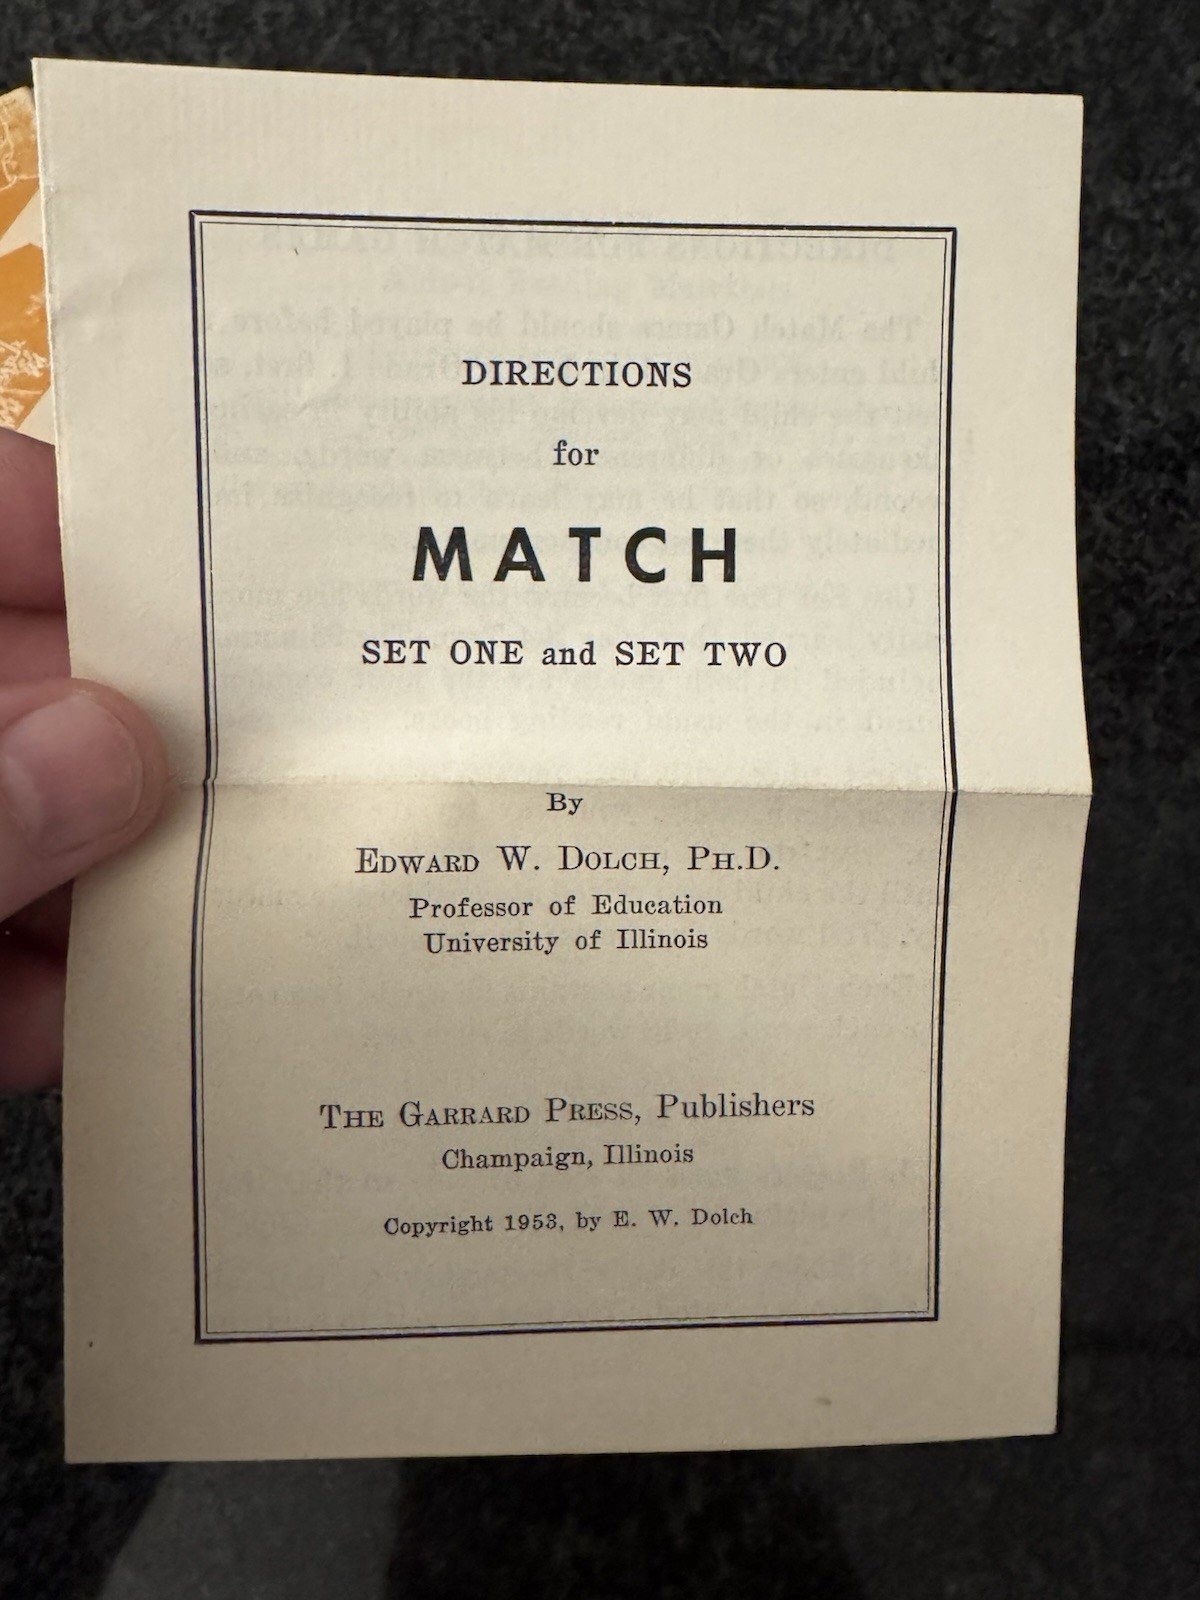 DIRECTIONS
for
MATCH
SET ONE and SET TWO
By
EDWARD W. DOLCH, PH.D.
Professor of Education
University of Illinois
THE GARRARD PRESS, Publishers
Champaign, Illinois
Copyright 1953, by E. W. Dolch